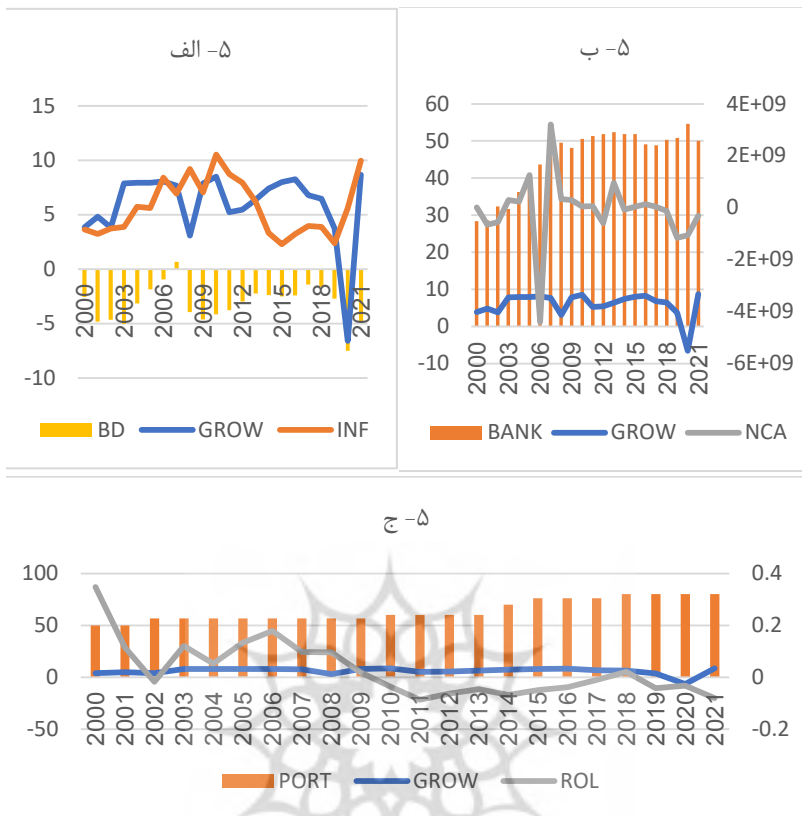 ۵- الف
15
10
5
0
-5
-10
2000 2003 2006 2009 2012 2015 2018 2021
BD GROW INF
۵- ب
60
50
40
30
20
10
0
-10
4E+09
2E+09
0
-2E+09
-4E+09
-6E+09
2000 2003 2006 2009 2012 2015 2018 2021
BANK GROW NCA
۵- ج
100
50
0
-50
0.4
0.2
0
-0.2
2000 2001 2002 2003 2004 2005 2006 2007 2008 2009 2010 2011 2012 2013 2014 2015 2016 2017 2018 2019 2020 2021
PORT GROW ROL